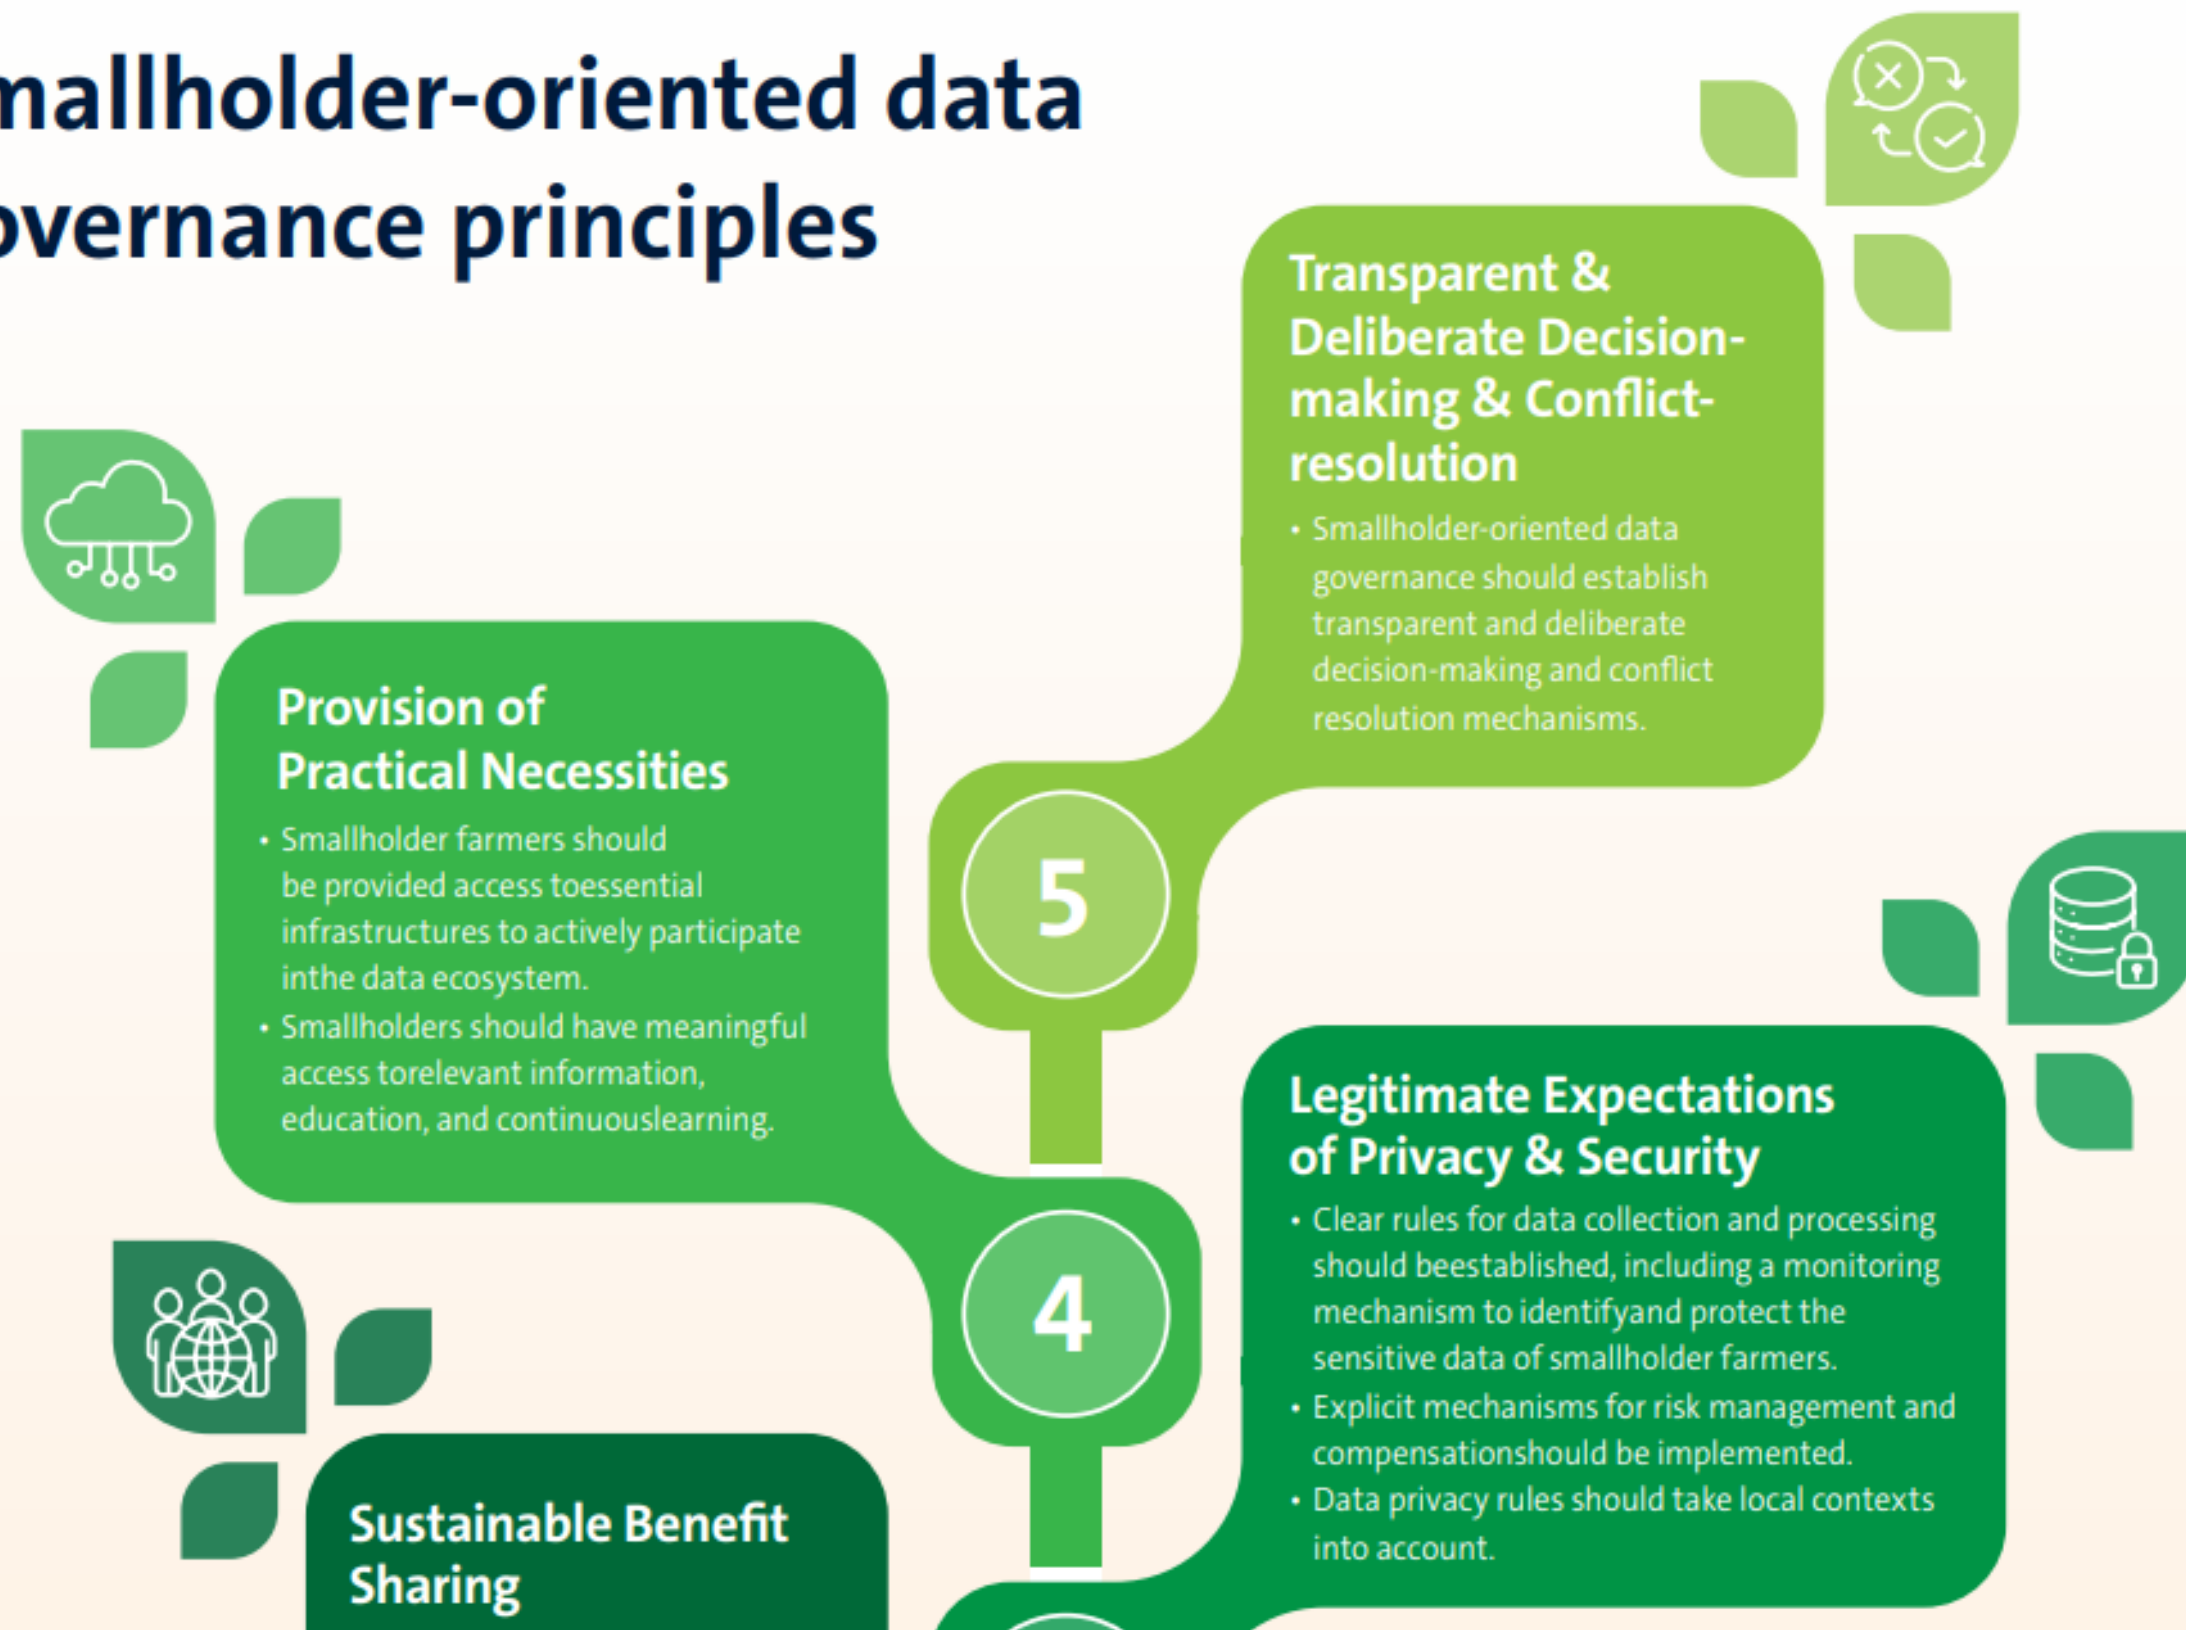 mallholder-oriented data
overnance principles
Transparent &
Deliberate Decision-
making & Conflict-
resolution
• Smallholder-oriented data
governance should establish
transparent and deliberate
decision-making and conflict
resolution mechanisms.
Provision of
Practical Necessities
• Smallholder farmers should
be provided access toessential
infrastructures to actively participate
inthe data ecosystem.
• Smallholders should have meaningful
access torelevant information,
education, and continuouslearning.
5
Legitimate Expectations
of Privacy & Security
• Clear rules for data collection and processing
should beestablished, including a monitoring
mechanism to identifyand protect the
sensitive data of smallholder farmers.
• Explicit mechanisms for risk management and
compensationshould be implemented.
• Data privacy rules should take local contexts
into account.
4
Sustainable Benefit
Sharing